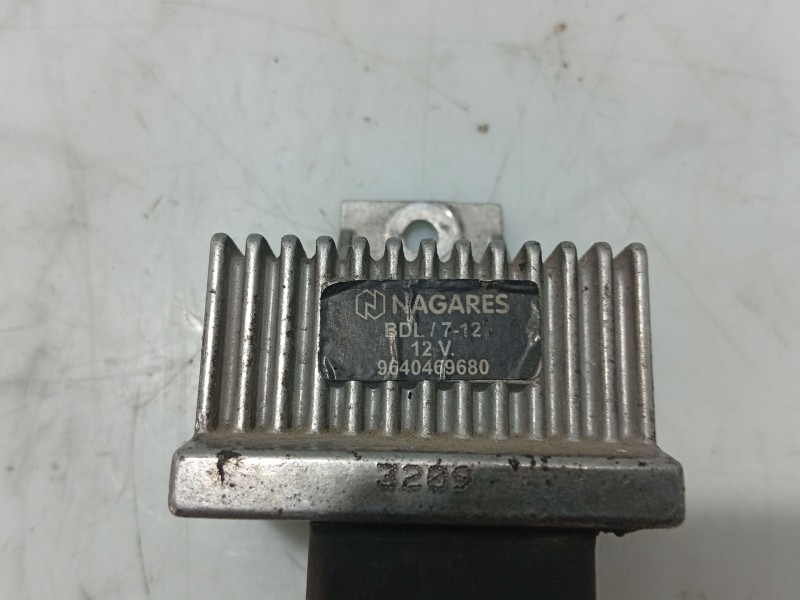 NAGARES
BDL / 7-12
12 V.
9640469680
3209